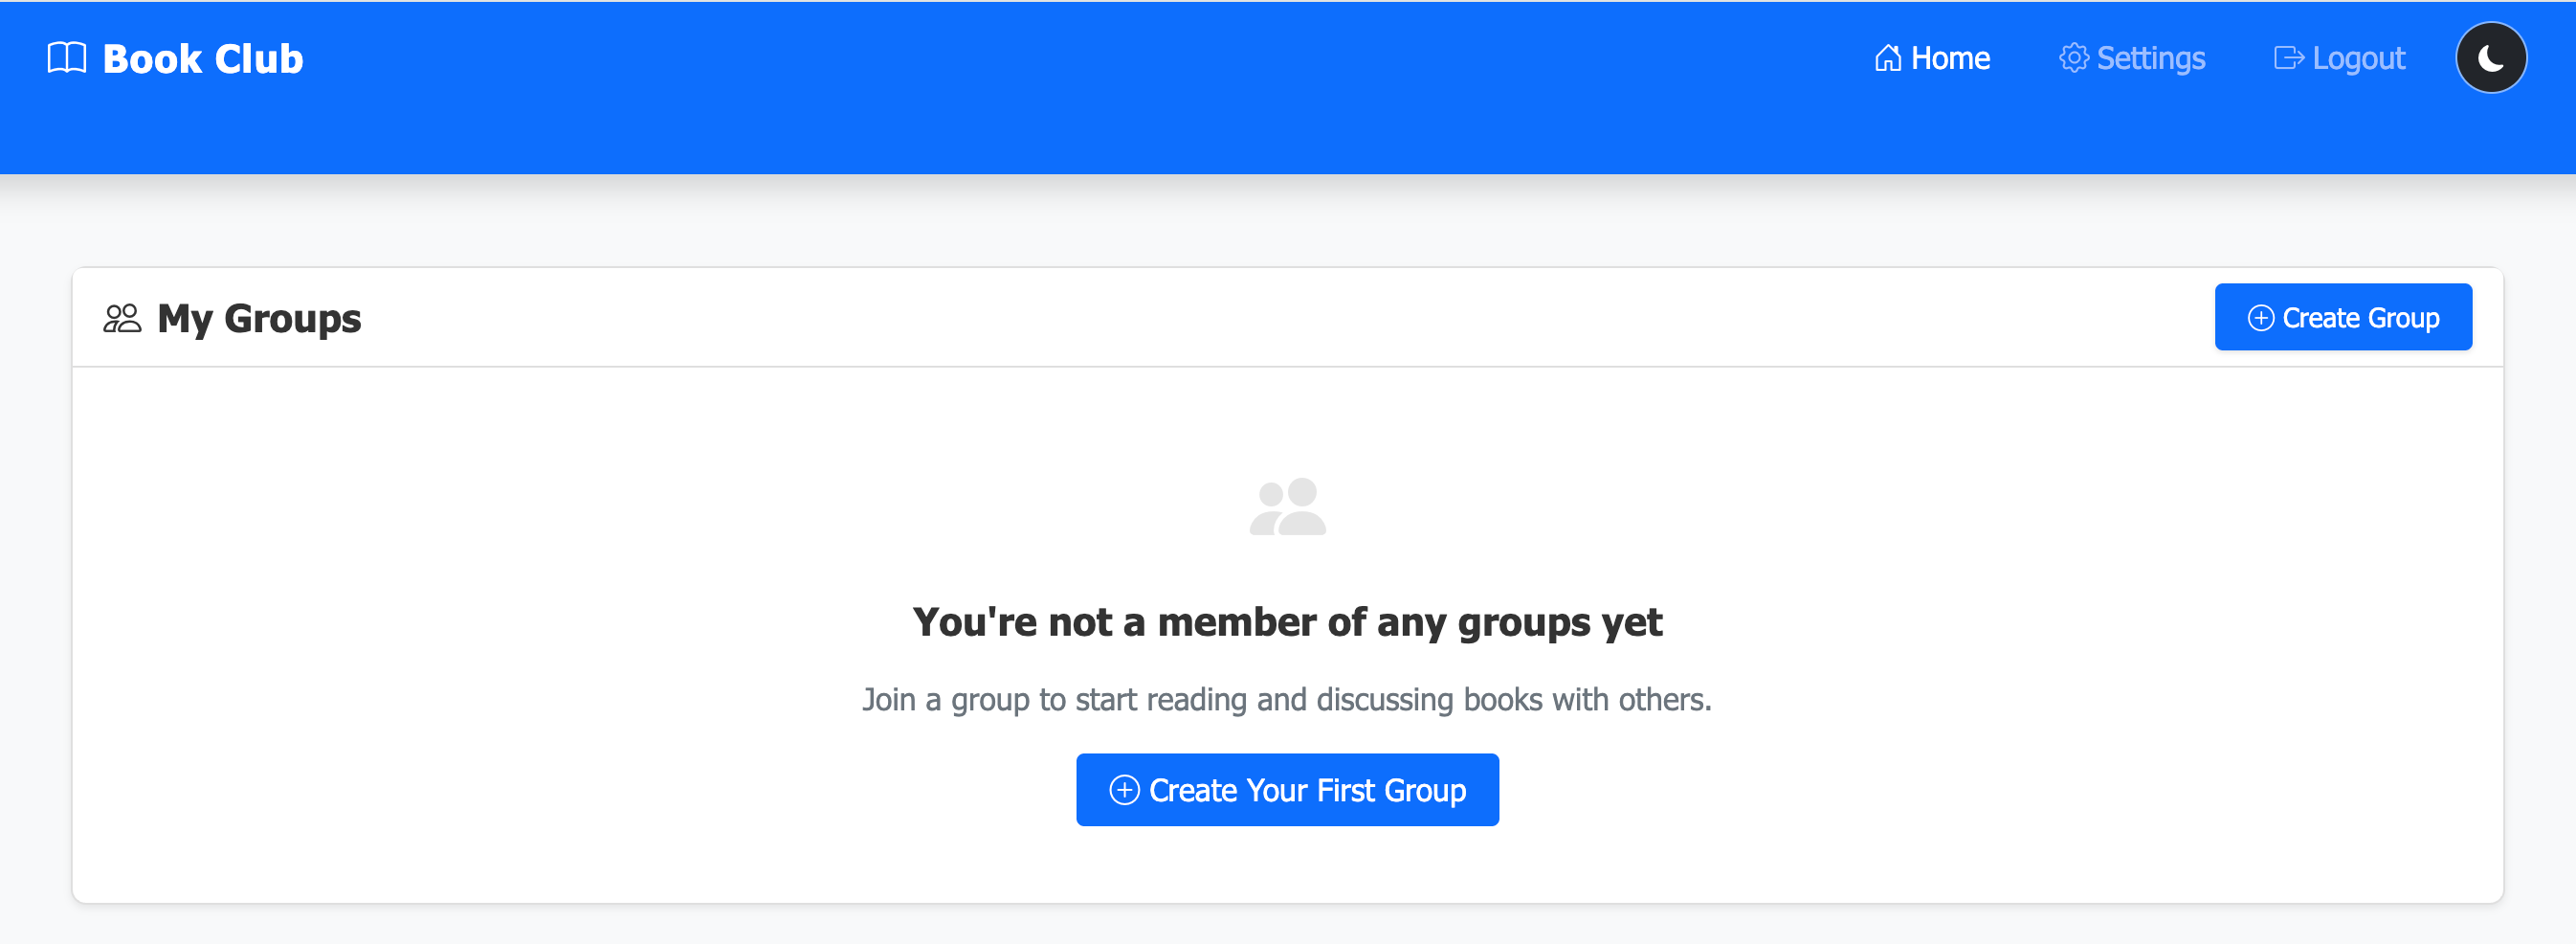 Book Club
Home
Settings
Logout
My Groups
Create Group
You're not a member of any groups yet
Join a group to start reading and discussing books with others.
Create Your First Group